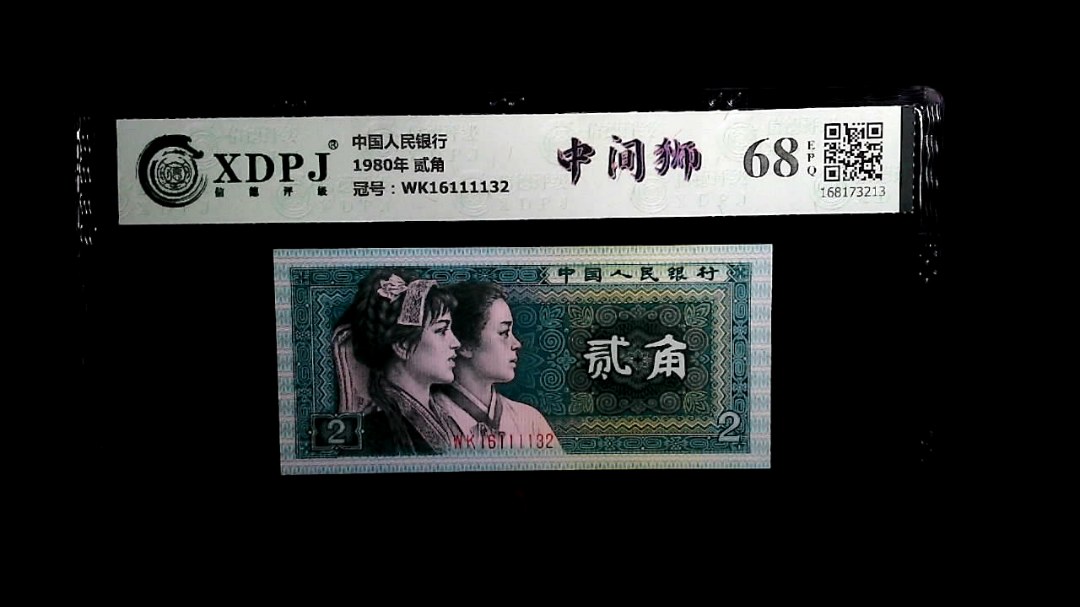 XDPJ®
信德评级
中国人民银行
1980年 贰角
冠号：WK16111132
中间狮
68
EPQ
168173213
中国人民银行
贰角
2
WK16111132
2